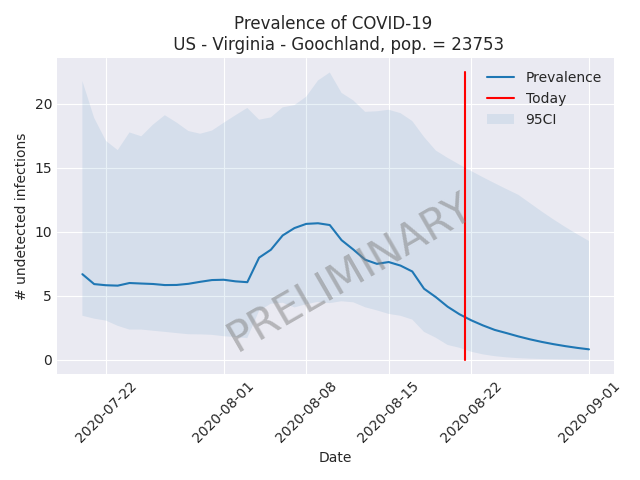 Prevalence of COVID-19
US - Virginia - Goochland, pop. = 23753
Prevalence
Today
95CI
PRELIMINARY
# undetected infections
20
15
10
5
0
2020-07-22
2020-08-01
2020-08-08
2020-08-15
2020-08-22
2020-09-01
Date